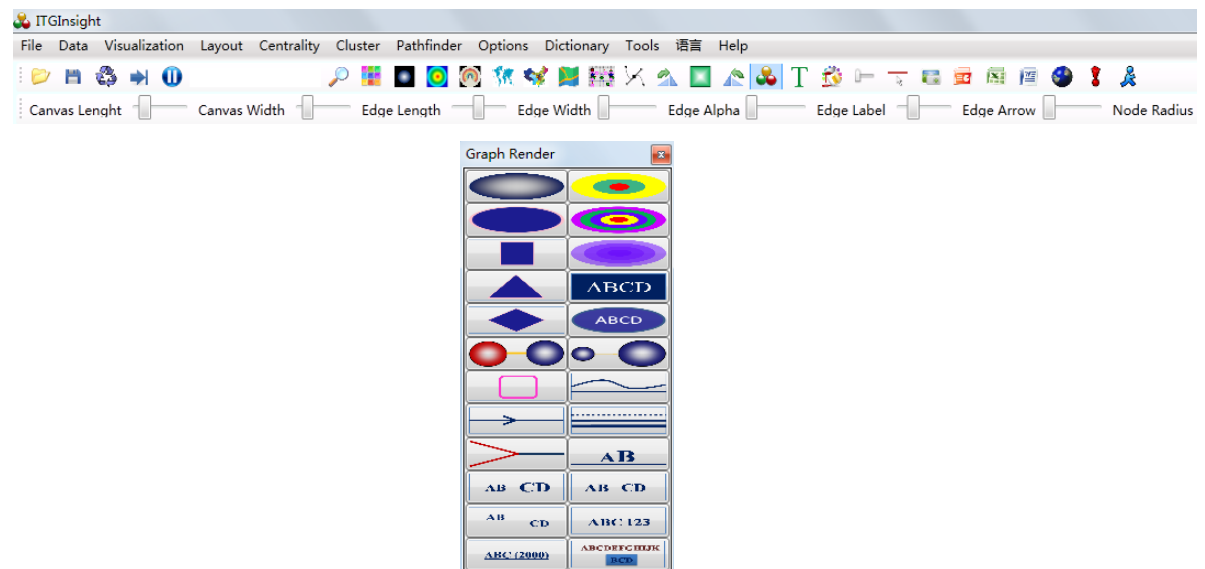 ITGInsight
File Data Visualization Layout Centrality Cluster Pathfinder Options Dictionary Tools 语言 Help
T
Canvas Lenght Canvas Width Edge Length Edge Width Edge Alpha Edge Label Edge Arrow Node Radius
Graph Render
ABCD
ABCD
AB
AB CD AB CD
AB CD ABC 123
ABC (2000) ABCDEFGHIJK
BCD